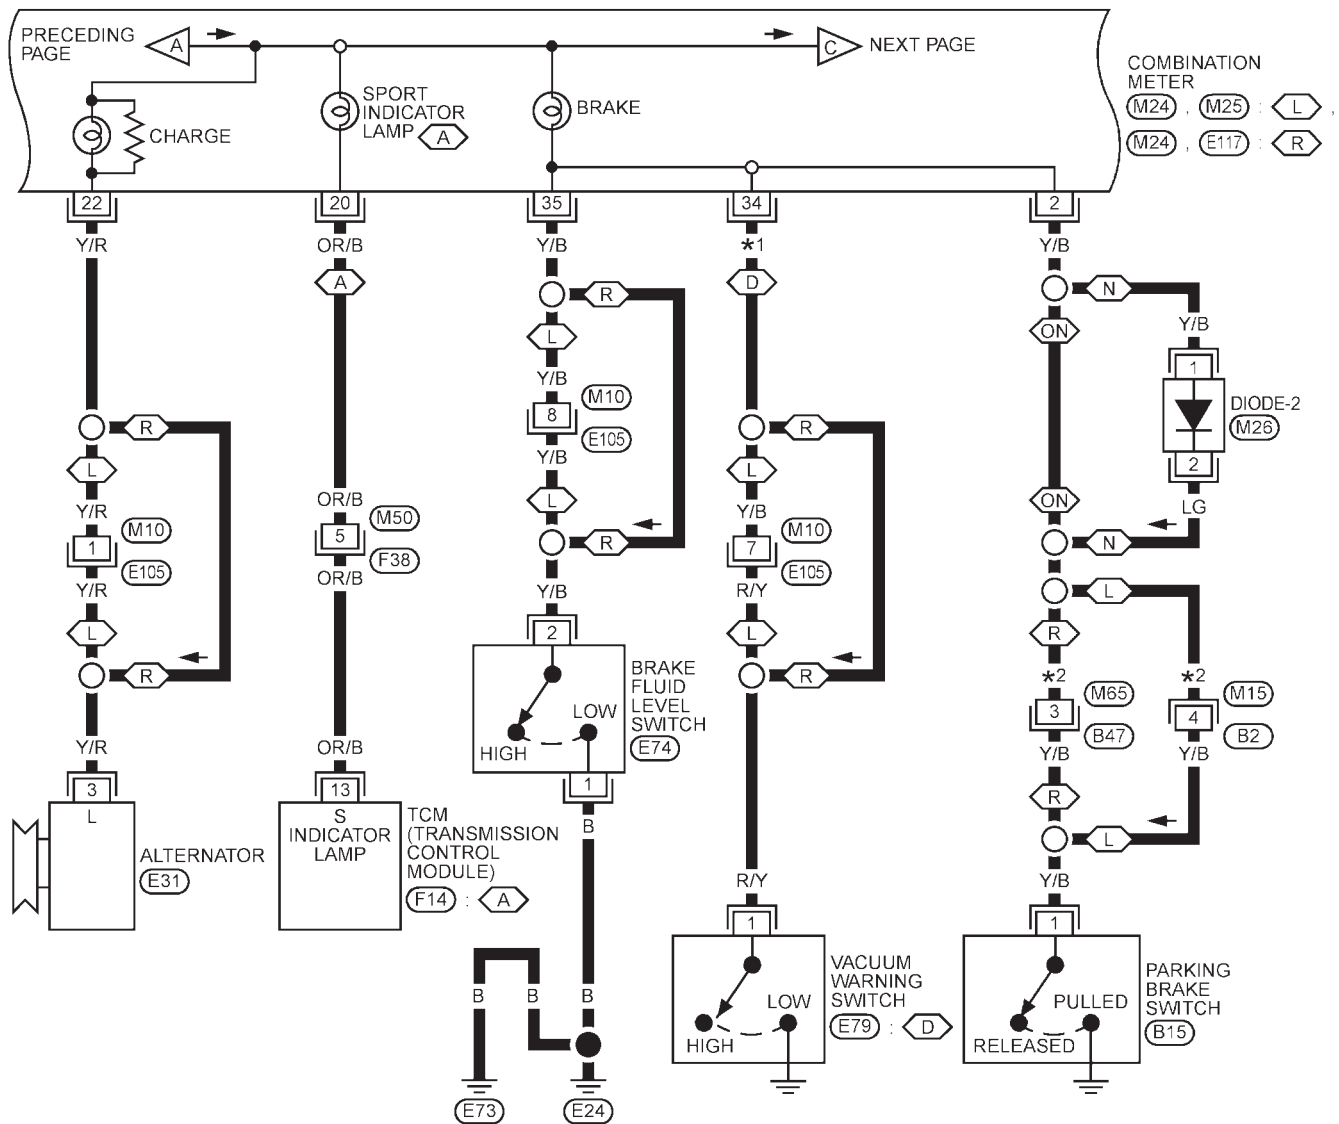 PRECEDING
PAGE
A
C
NEXT PAGE
COMBINATION
METER
M24 , M25 : L ,
M24 , E117 : R
CHARGE
SPORT
INDICATOR
LAMP A
BRAKE
22
20
35
34
2
Y/R
OR/B
Y/B
*1
Y/B
A
D
R
N
L
ON
Y/B
Y/B
1
8
M10
E105
DIODE-2
M26
R
R
Y/B
2
L
L
L
ON
LG
Y/R
OR/B
Y/B
1
M10
E105
5
M50
F38
R
7
M10
E105
N
Y/R
OR/B
Y/B
R/Y
L
L
L
R
R
R
2
*2
*2
BRAKE
FLUID
LEVEL
SWITCH
E74
LOW
HIGH
3
M65
B47
4
M15
B2
Y/R
OR/B
Y/B
Y/B
3
13
1
R
L
S
INDICATOR
LAMP
TCM
(TRANSMISSION
CONTROL
MODULE)
F14 : A
B
L
ALTERNATOR
E31
R/Y
Y/B
1
1
VACUUM
WARNING
SWITCH
E79 : D
LOW
HIGH
PARKING
BRAKE
SWITCH
B15
PULLED
RELEASED
B
B
B
E73
E24